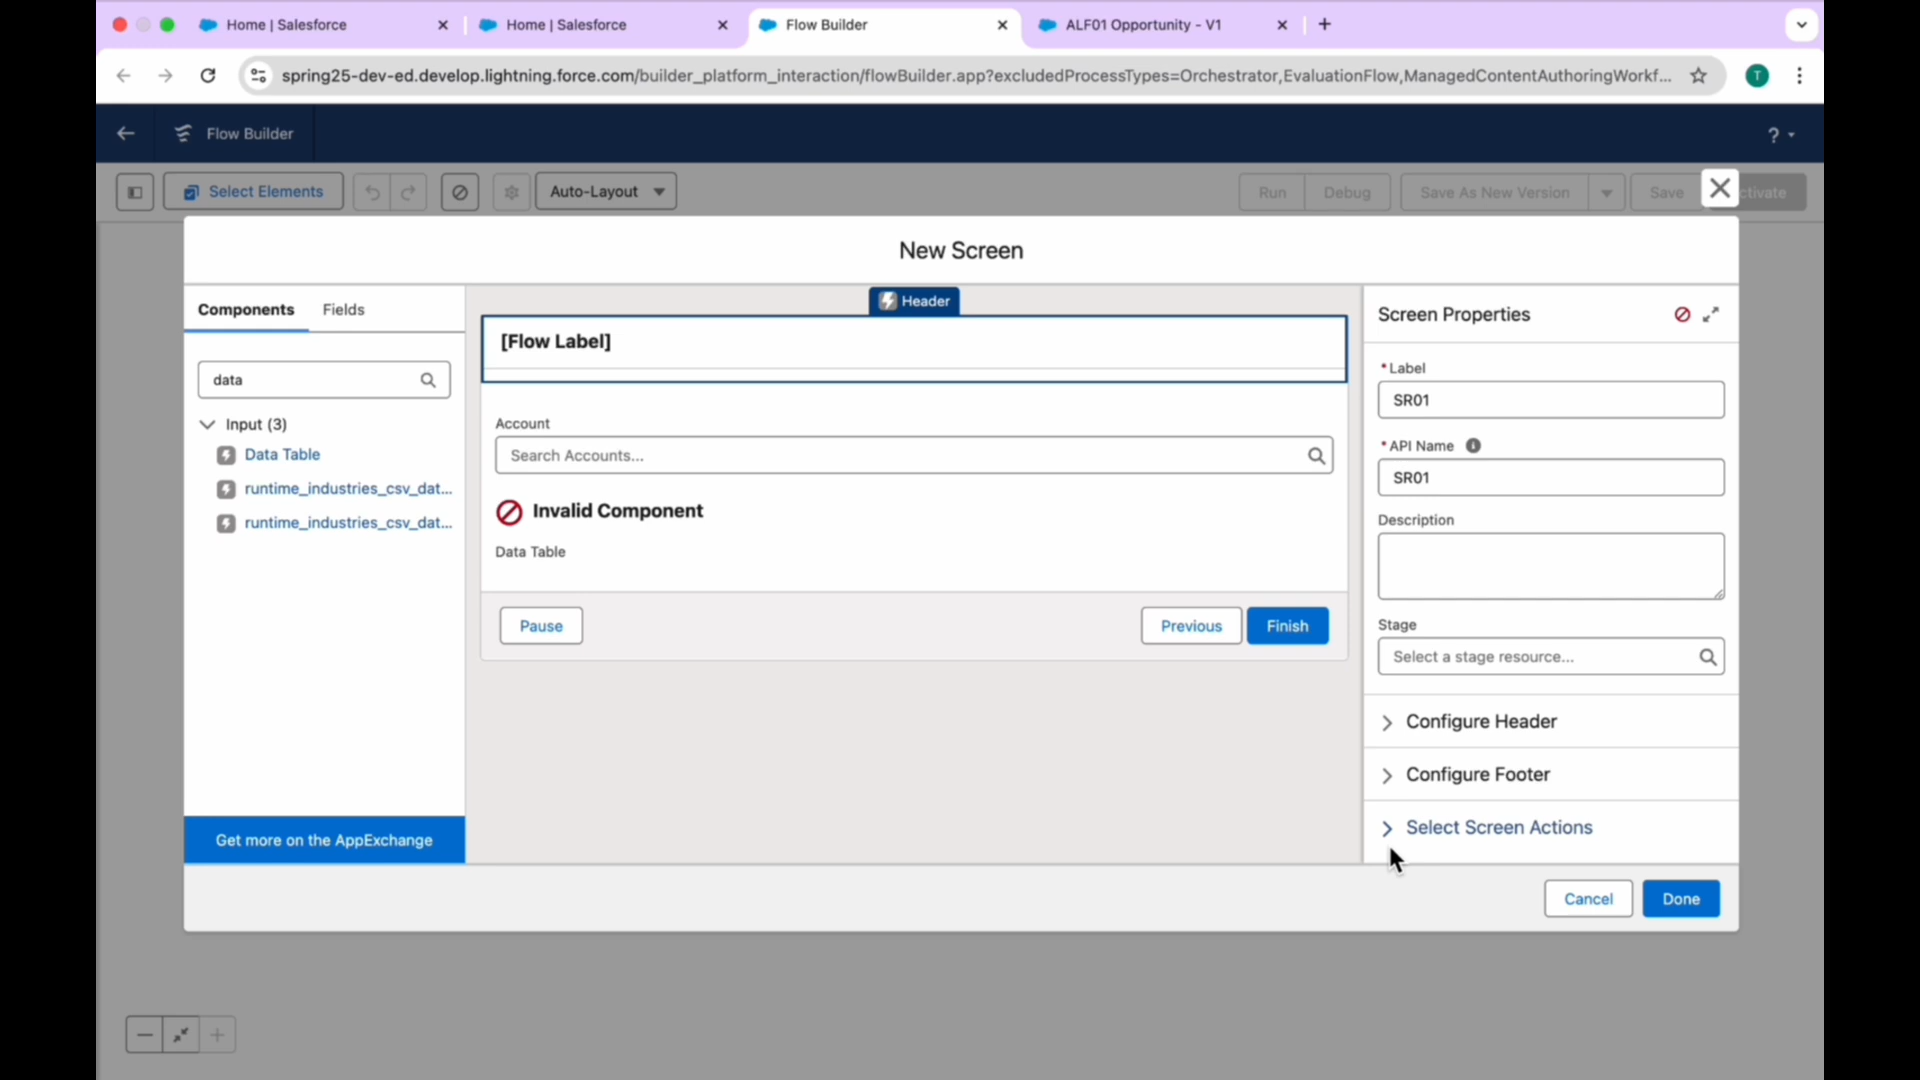 Home | Salesforce
Home | Salesforce
Flow Builder
ALF01 Opportunity - V1
spring25-dev-ed.develop.lightning.force.com/builder_platform_interaction/flowBuilder.app?excludedProcessTypes=Orchestrator,EvaluationFlow,ManagedContentAuthoringWorkf...
T
Flow Builder
?
Select Elements
Auto-Layout
Run
Debug
Save As New Version
Save
ctivate
New Screen
Components
Fields
data
Input (3)
Data Table
runtime_industries_csv_dat...
runtime_industries_csv_dat...
Get more on the AppExchange
Header
[Flow Label]
Account
Search Accounts...
Invalid Component
Data Table
Pause
Previous
Finish
Screen Properties
* Label
SR01
* API Name
SR01
Description
Stage
Select a stage resource...
Configure Header
Configure Footer
Select Screen Actions
Cancel
Done